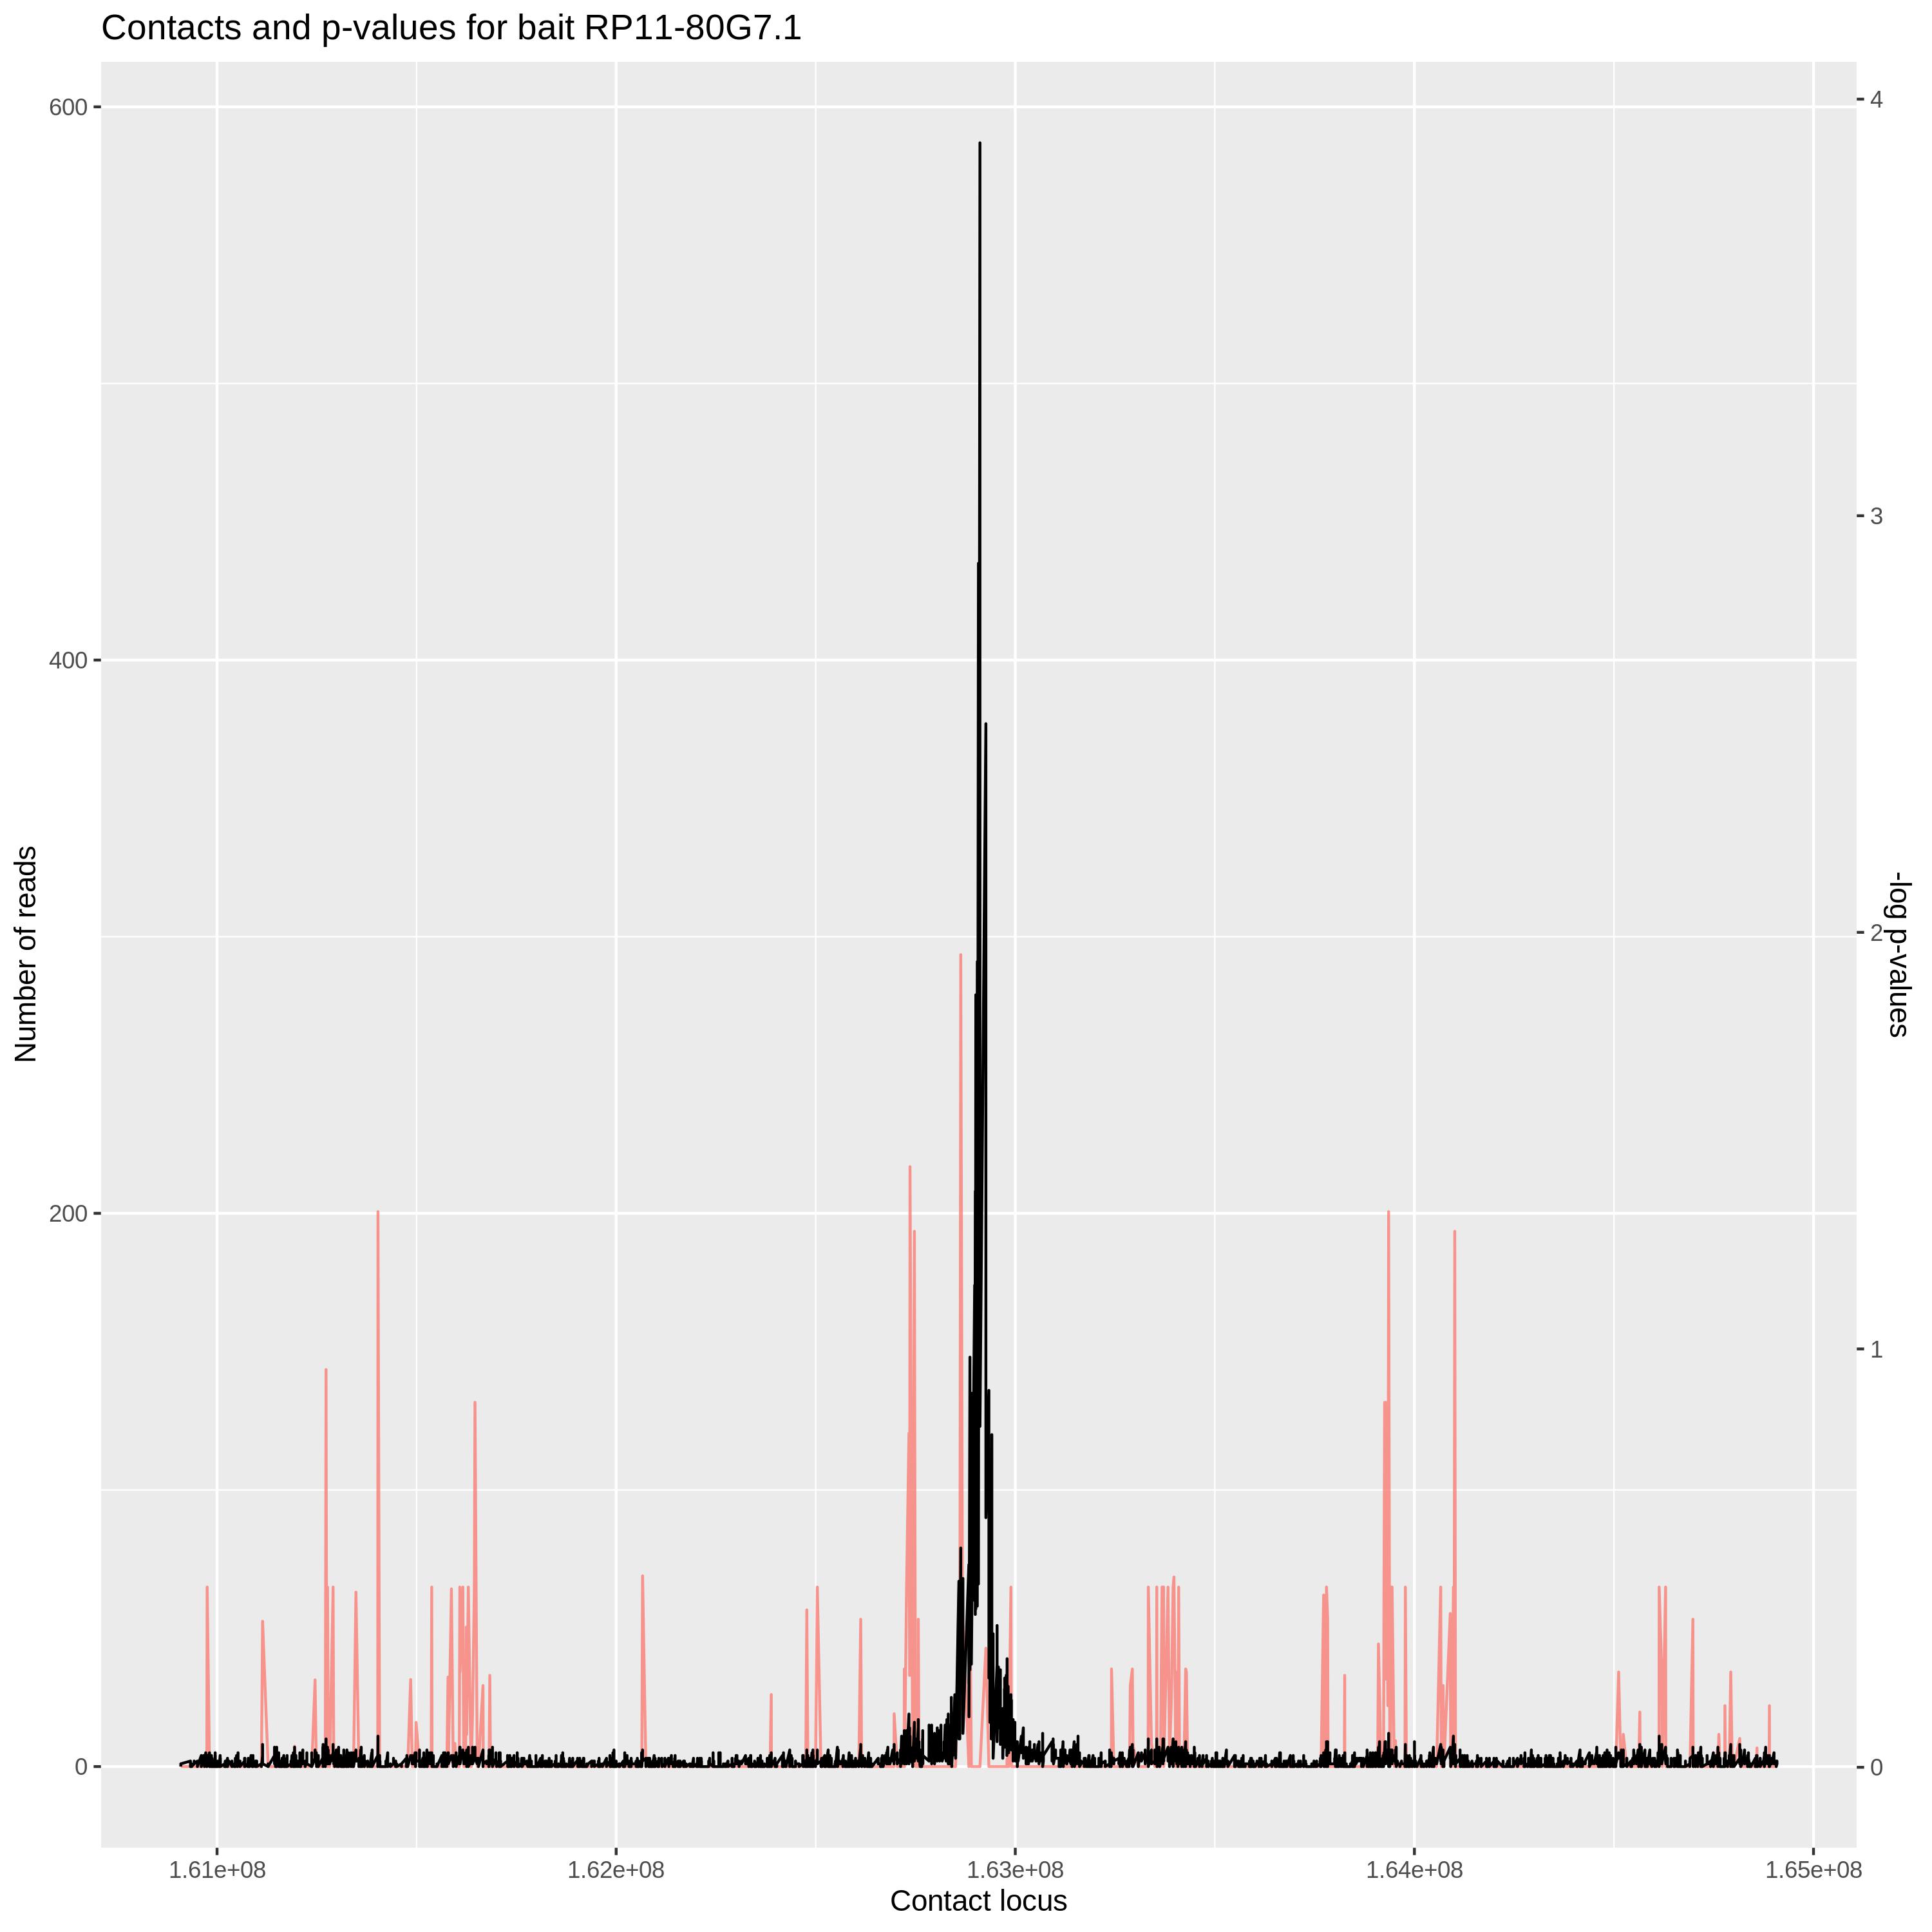 Contacts and p-values for bait RP11-80G7.1
600
400
200
0
Number of reads
4
3
2
1
0
-log p-values
1.61e+08
1.62e+08
1.63e+08
1.64e+08
1.65e+08
Contact locus